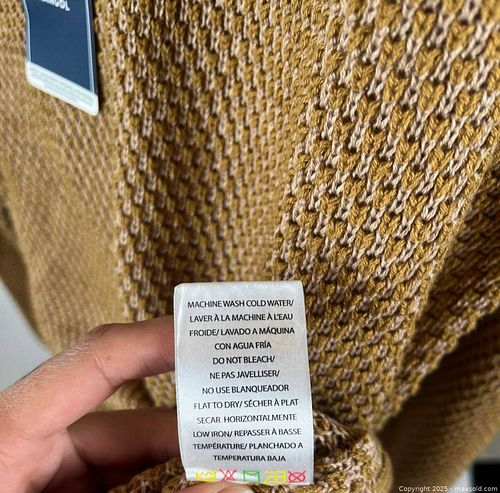 MACHINE WASH COLD WATER/
LAVER À LA MACHINE À L'EAU
FROIDE/ LAVADO A MÁQUINA
CON AGUA FRÍA
DO NOT BLEACH/
NE PAS JAVELLISER/
NO USE BLANQUEADOR
FLAT TO DRY/ SÉCHER À PLAT
SECAR HORIZONTALMENTE
LOW IRON/ REPASSER À BASSE
TEMPÉRATURE/ PLANCHADO A
TEMPERATURA BAJA
Copyright 2025 - maxsold.com